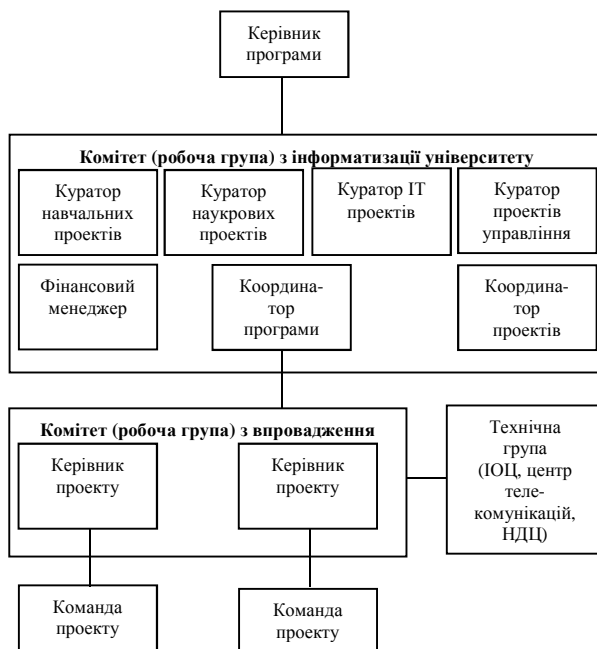 Керівник
програми
Комітет (робоча група) з інформатизації університету
Куратор
навчальних
проектів
Куратор
наукрових
проектів
Куратор ІТ
проектів
Куратор
проектів
управління
Фінансовий
менеджер
Координа-
тор
програми
Координа-
тор
проектів
Комітет (робоча група) з впровадження
Керівник
проекту
Керівник
проекту
Технічна
група
(ІОЦ, центр
теле-
комунікацій,
НДЦ)
Команда
проекту
Команда
проекту